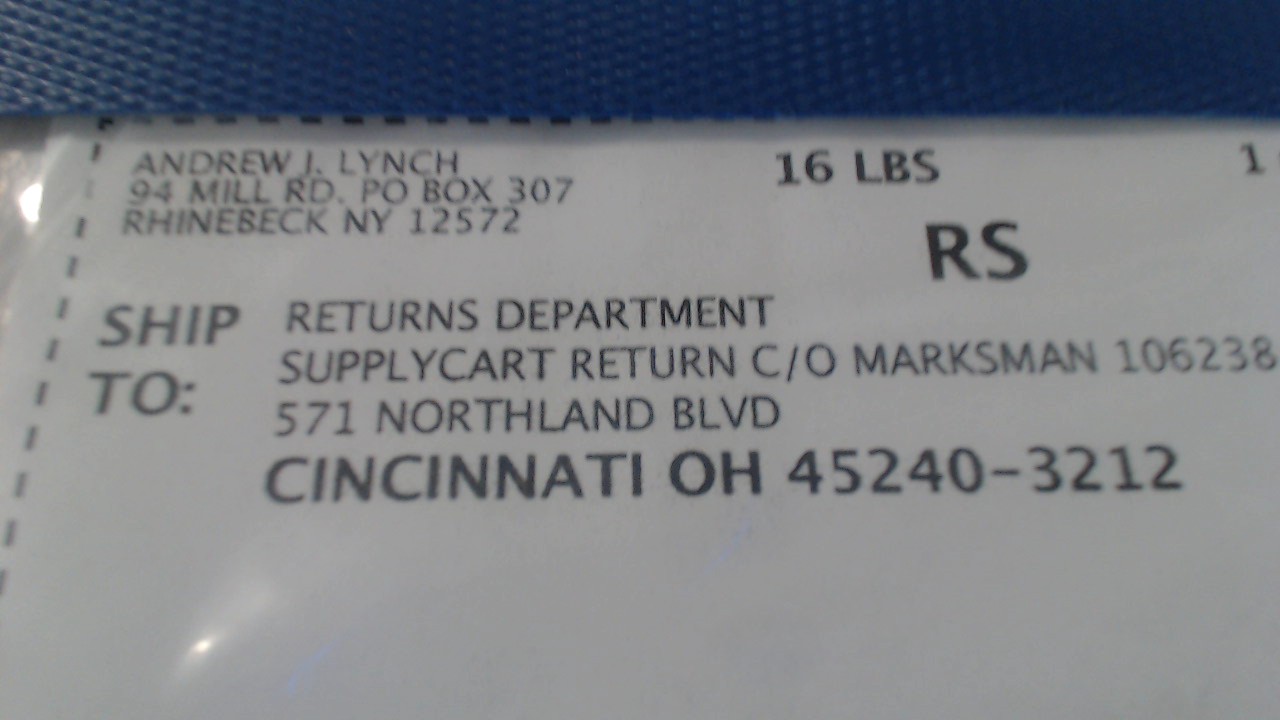 ANDREW J. LYNCH
94 MILL RD. PO BOX 307
RHINEBECK NY 12572
16 LBS
1
RS
SHIP TO:
RETURNS DEPARTMENT
SUPPLYCART RETURN C/O MARKSMAN 106238
571 NORTHLAND BLVD
CINCINNATI OH 45240-3212